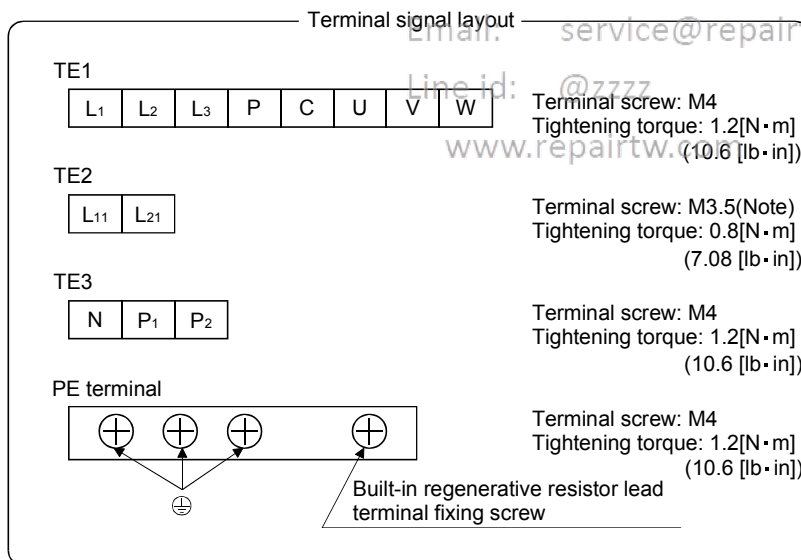 Terminal signal layout
Email: service@repair
TE1
Line id: @zzzz
L1 L2 L3 P C U V W
Terminal screw: M4
Tightening torque: 1.2[N·m]
(10.6 [lb·in])
www.repairtw.com
TE2
L11 L21
Terminal screw: M3.5(Note)
Tightening torque: 0.8[N·m]
(7.08 [lb·in])
TE3
N P1 P2
Terminal screw: M4
Tightening torque: 1.2[N·m]
(10.6 [lb·in])
PE terminal
Terminal screw: M4
Tightening torque: 1.2[N·m]
(10.6 [lb·in])
Built-in regenerative resistor lead
terminal fixing screw